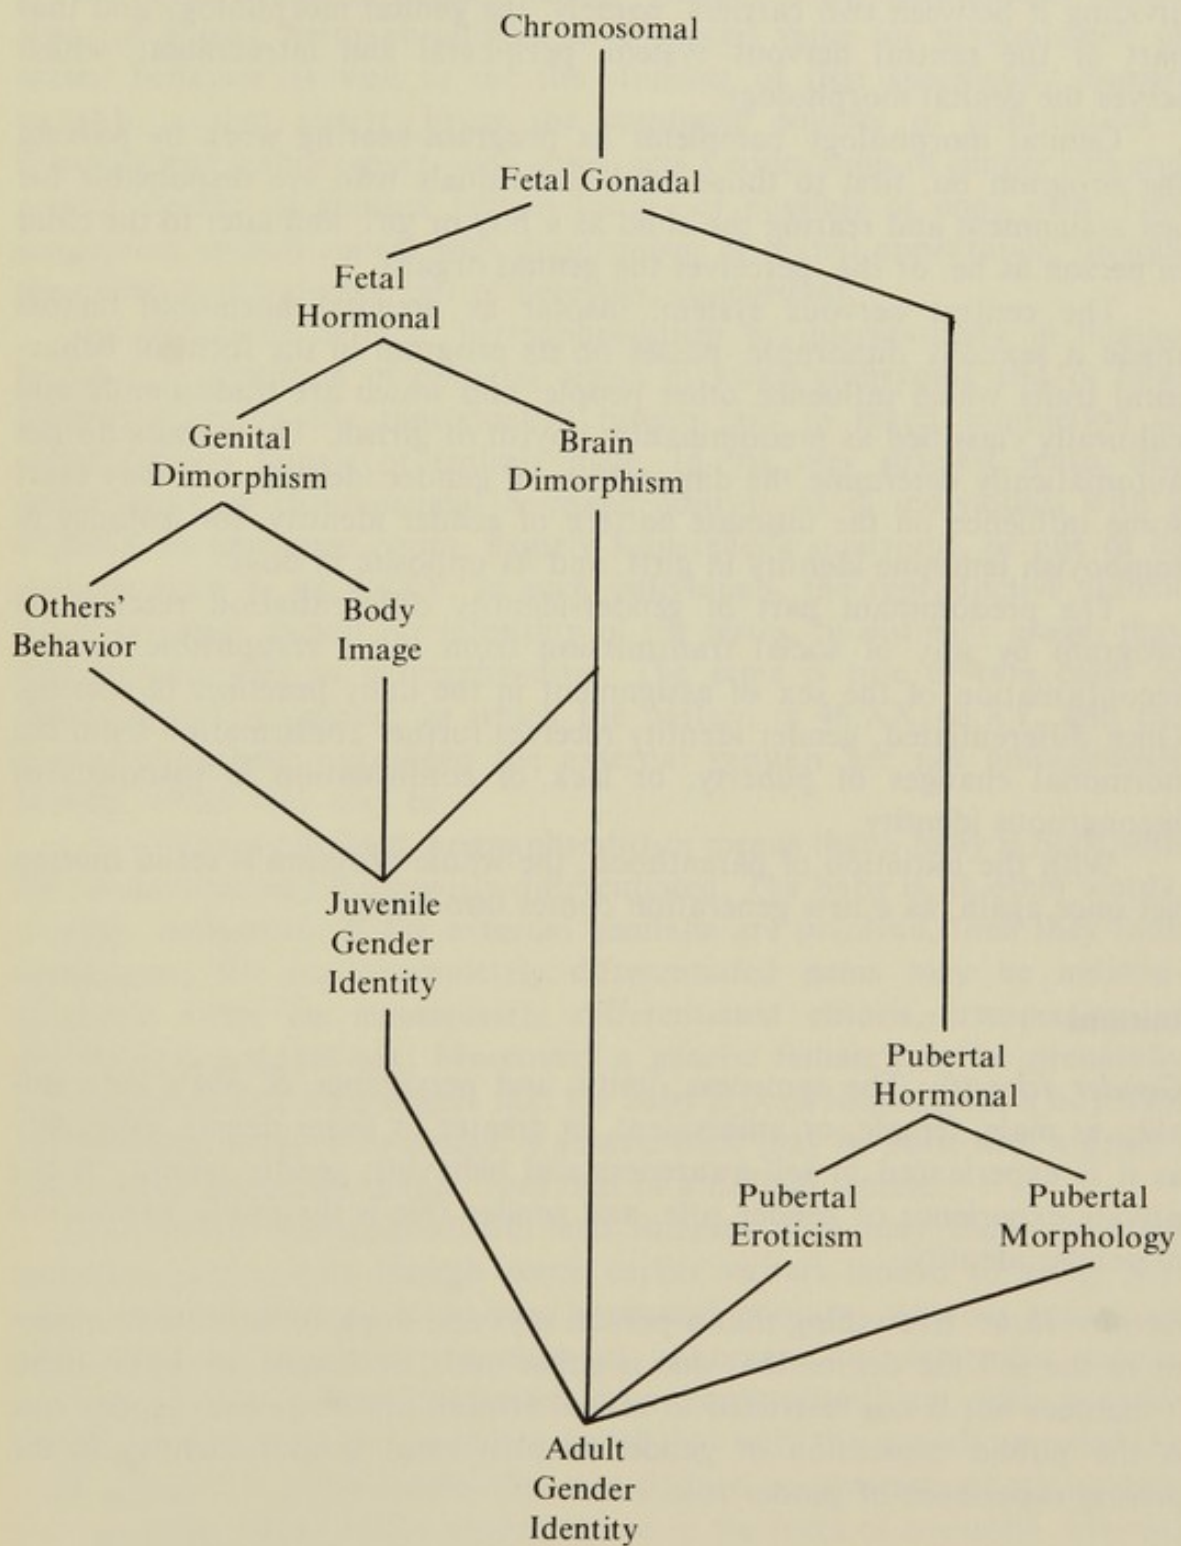 Chromosomal
Fetal Gonadal
Fetal
Hormonal
Genital
Dimorphism
Brain
Dimorphism
Others’
Behavior
Body
Image
Juvenile
Gender
Identity
Pubertal
Hormonal
Pubertal
Eroticism
Pubertal
Morphology
Adult
Gender
Identity